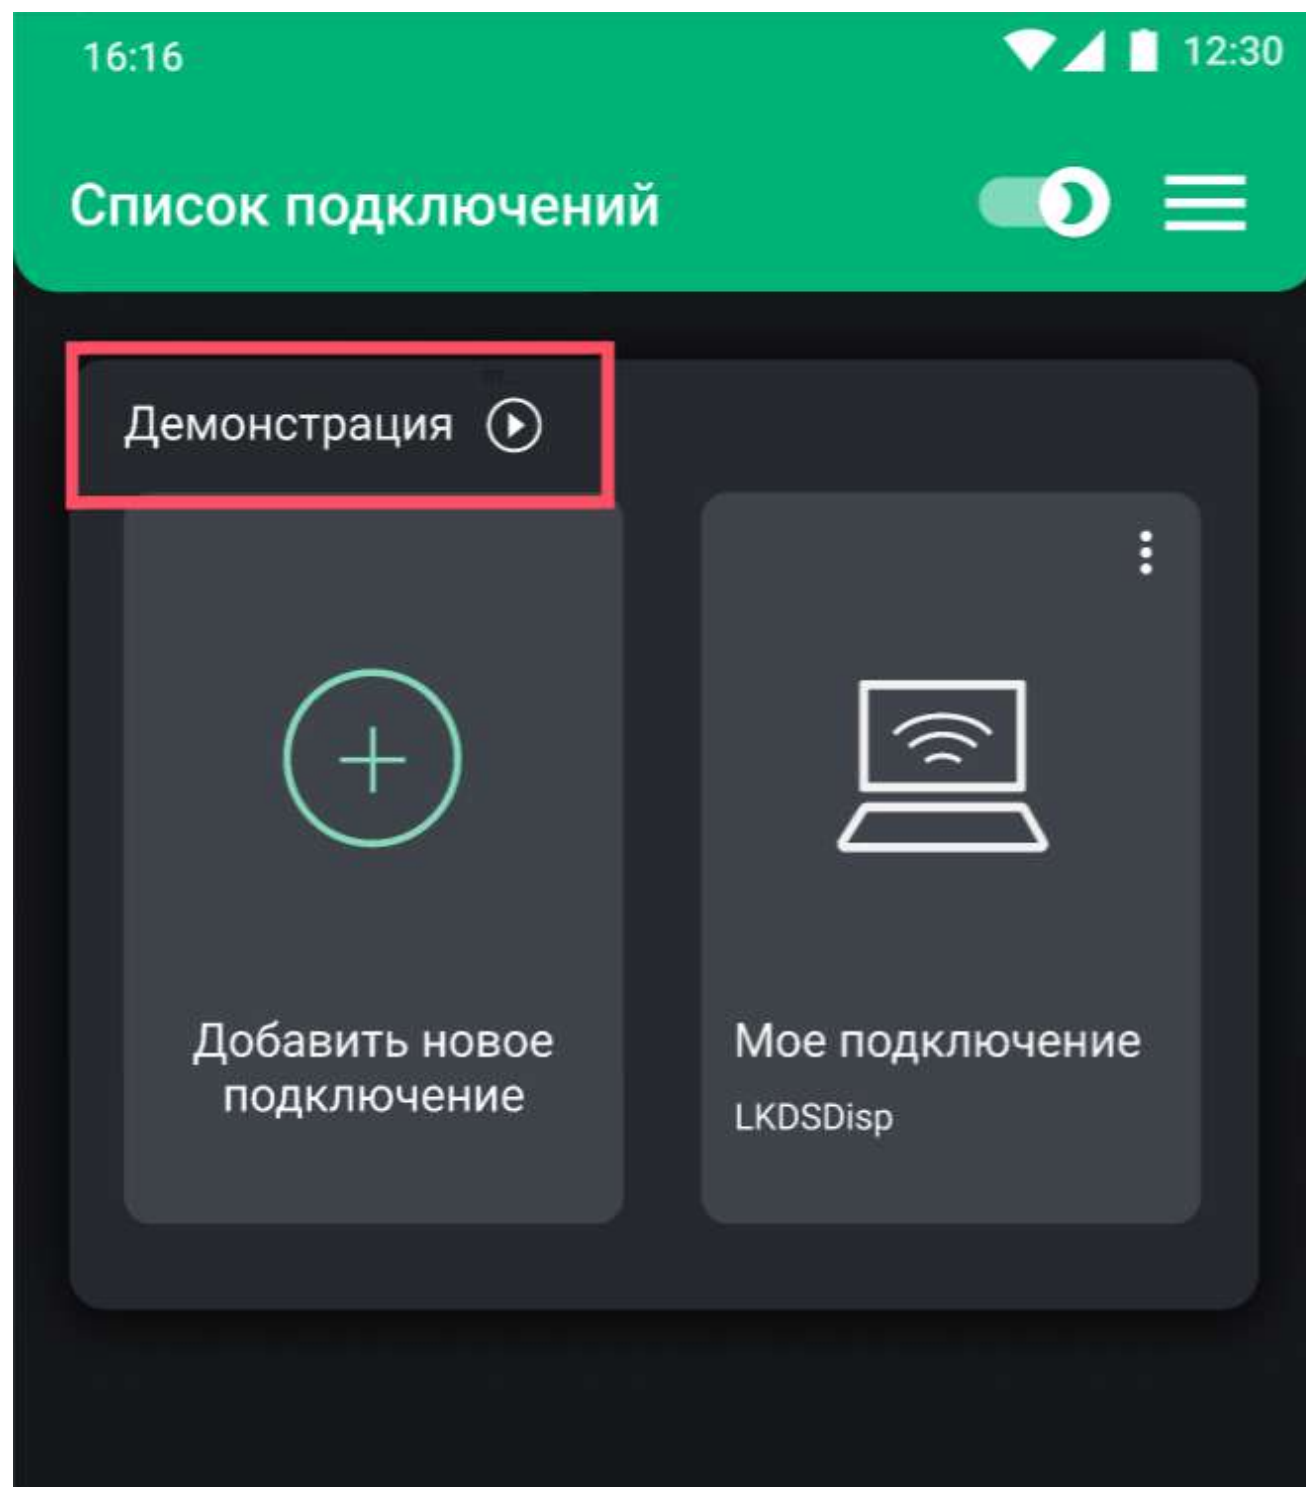 16:16
12:30
Список подключений
Демонстрация
Добавить новое
подключение
Мое подключение
LKDSDisp